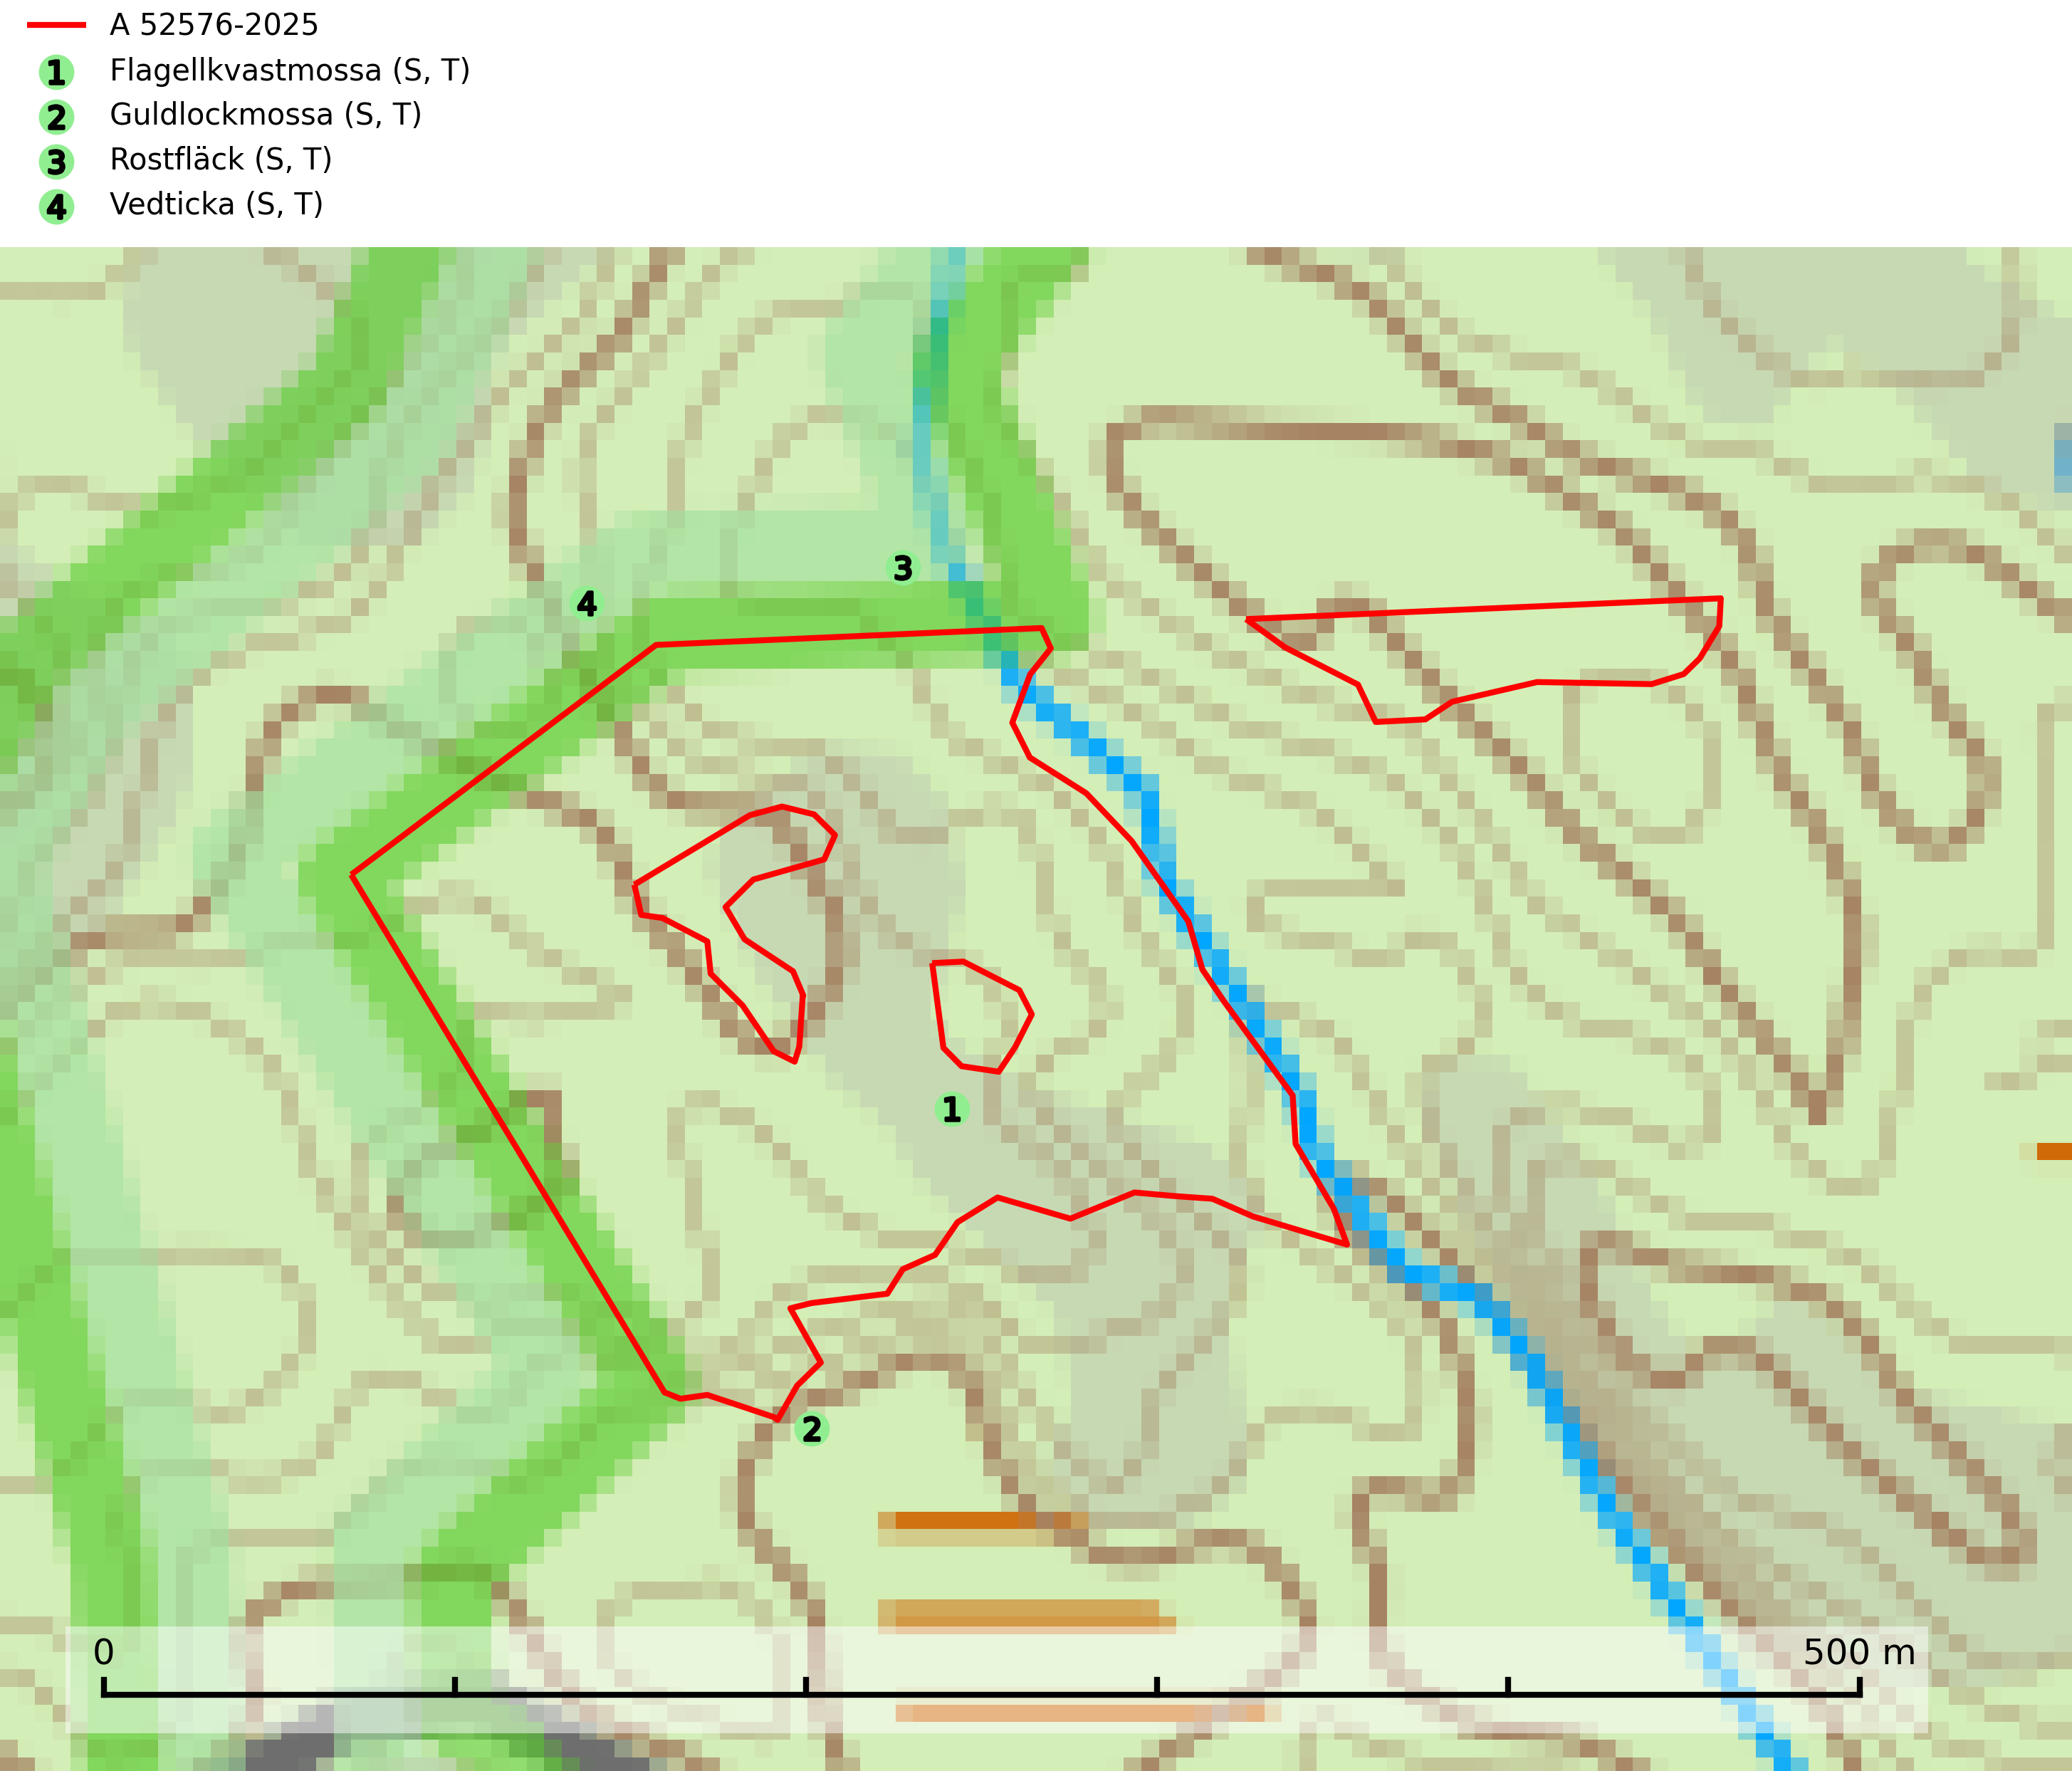 A 52576-2025
1 Flagellkvastmossa (S, T)
2 Guldlockmossa (S, T)
3 Rostfläck (S, T)
4 Vedticka (S, T)
3
4
1
2
0 500 m